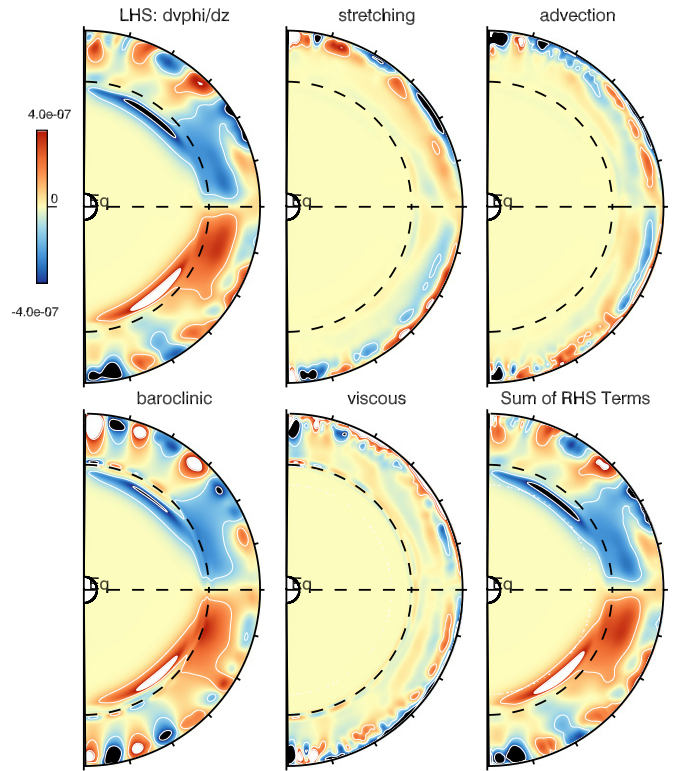 LHS: dvphi/dz
stretching
advection
4.0e-07
0
-4.0e-07
Eq
Eq
Eq
baroclinic
viscous
Sum of RHS Terms
Eq
Eq
Eq